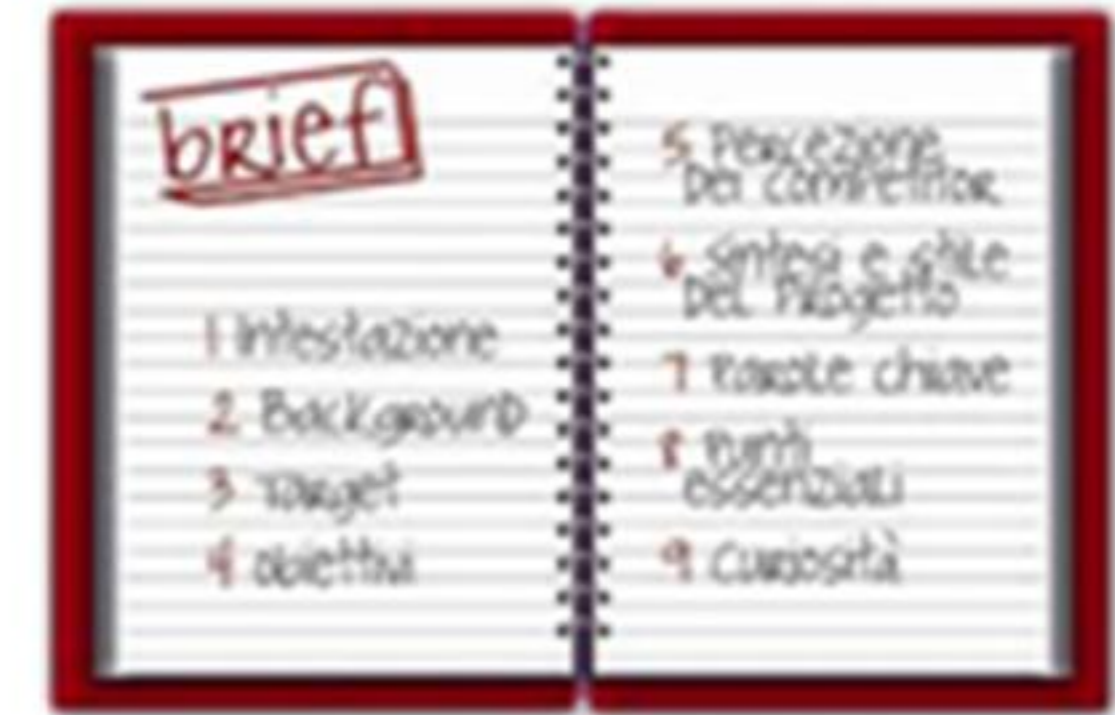 brief
1 Intestazione
2 Background
3 Target
4 obiettivi
5 Percezione
Dei competitor
6 sintesi e stile
Del Progetto
7 Parole chiave
8 Punti
essenziali
9 Curiosità